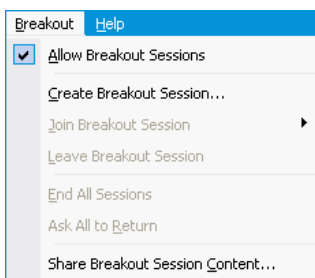 Breakout Help
Allow Breakout Sessions
Create Breakout Session...
Join Breakout Session
Leave Breakout Session
End All Sessions
Ask All to Return
Share Breakout Session Content...